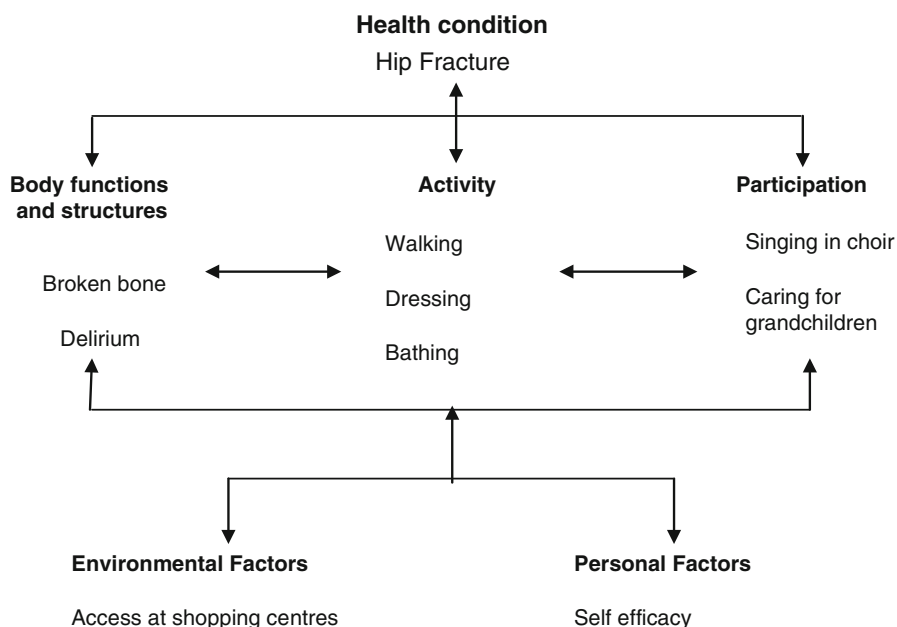 Health condition
Hip Fracture
Body functions
and structures
Activity
Participation
Broken bone
Delirium
Walking
Dressing
Bathing
Singing in choir
Caring for
grandchildren
Environmental Factors
Personal Factors
Access at shopping centres
Self efficacy